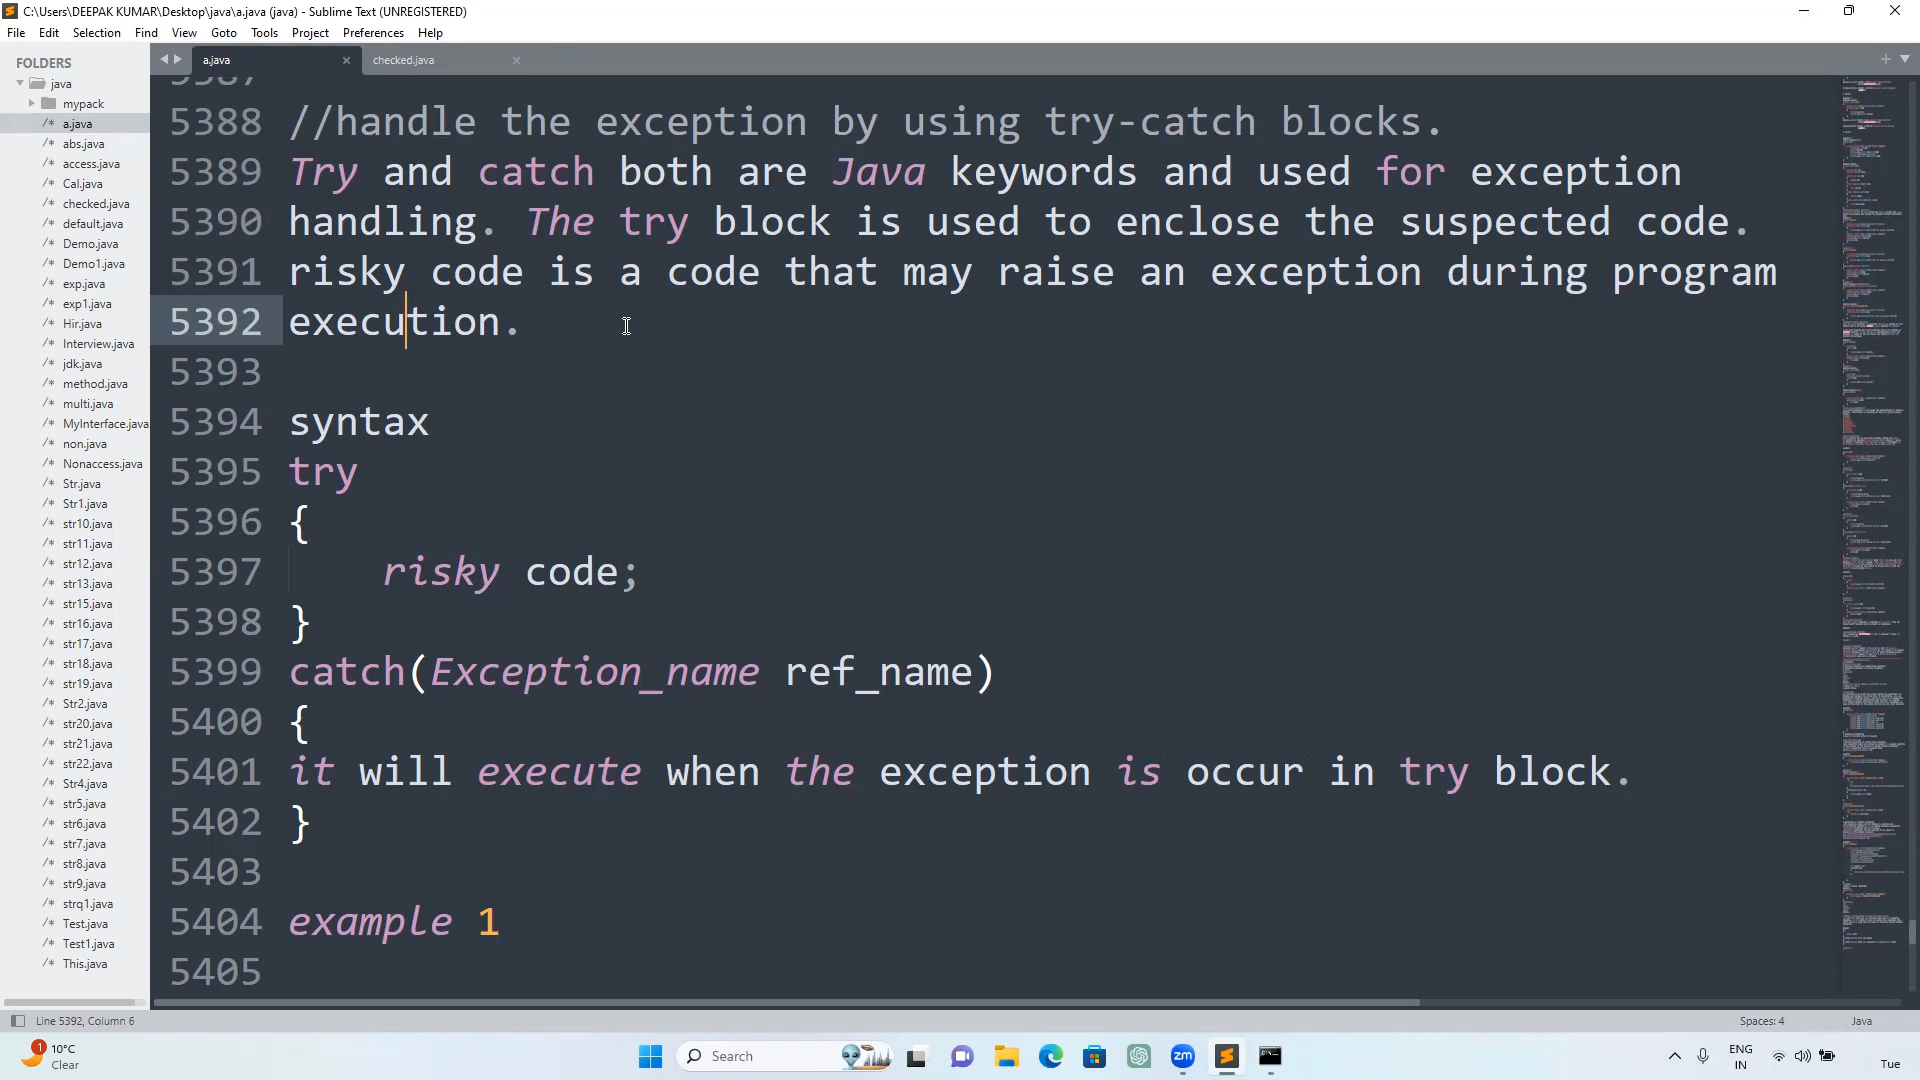 C:\Users\DEEPAK KUMAR\Desktop\java\a.java (java) - Sublime Text (UNREGISTERED)
File Edit Selection Find View Goto Tools Project Preferences Help
FOLDERS
java
mypack
a.java
abs.java
access.java
Cal.java
checked.java
default.java
Demo.java
Demo1.java
exp.java
exp1.java
Hir.java
Interview.java
jdk.java
method.java
multi.java
MyInterface.java
non.java
Nonaccess.java
Str.java
Str1.java
str10.java
str11.java
str12.java
str13.java
str15.java
str16.java
str17.java
str18.java
str19.java
Str2.java
str20.java
str21.java
str22.java
Str4.java
str5.java
str6.java
str7.java
str8.java
str9.java
strq1.java
Test.java
Test1.java
This.java
a.java checked.java
5387
5388 //handle the exception by using try-catch blocks.
5389 Try and catch both are Java keywords and used for exception
5390 handling. The try block is used to enclose the suspected code.
5391 risky code is a code that may raise an exception during program
5392 execution.
5393
5394 syntax
5395 try
5396 {
5397 risky code;
5398 }
5399 catch(Exception_name ref_name)
5400 {
5401 it will execute when the exception is occur in try block.
5402 }
5403
5404 example 1
5405
Line 5392, Column 6 Spaces: 4 Java
1 10°C
Clear
Search
zm
ENG
IN
Tue